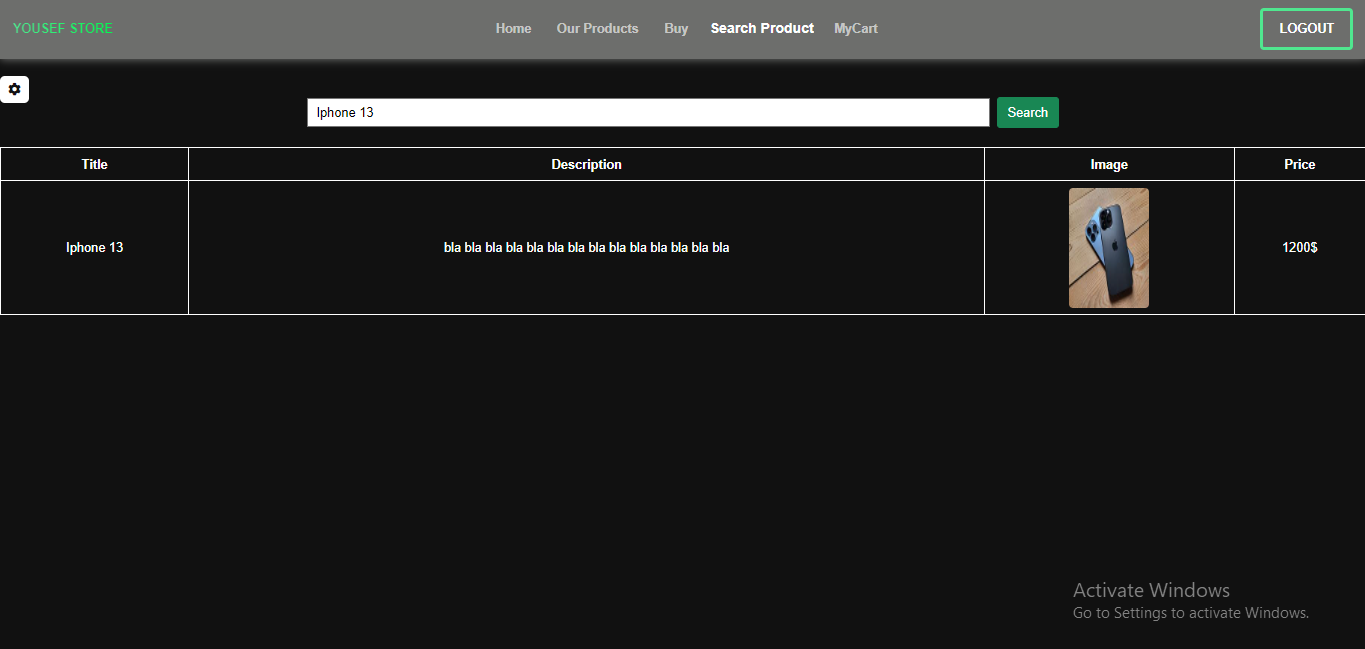 YOUSEF STORE
Home
Our Products
Buy
Search Product
MyCart
LOGOUT
Iphone 13
Search
Title
Description
Image
Price
Iphone 13
bla bla bla bla bla bla bla bla bla bla bla bla bla bla
1200$
Activate Windows
Go to Settings to activate Windows.